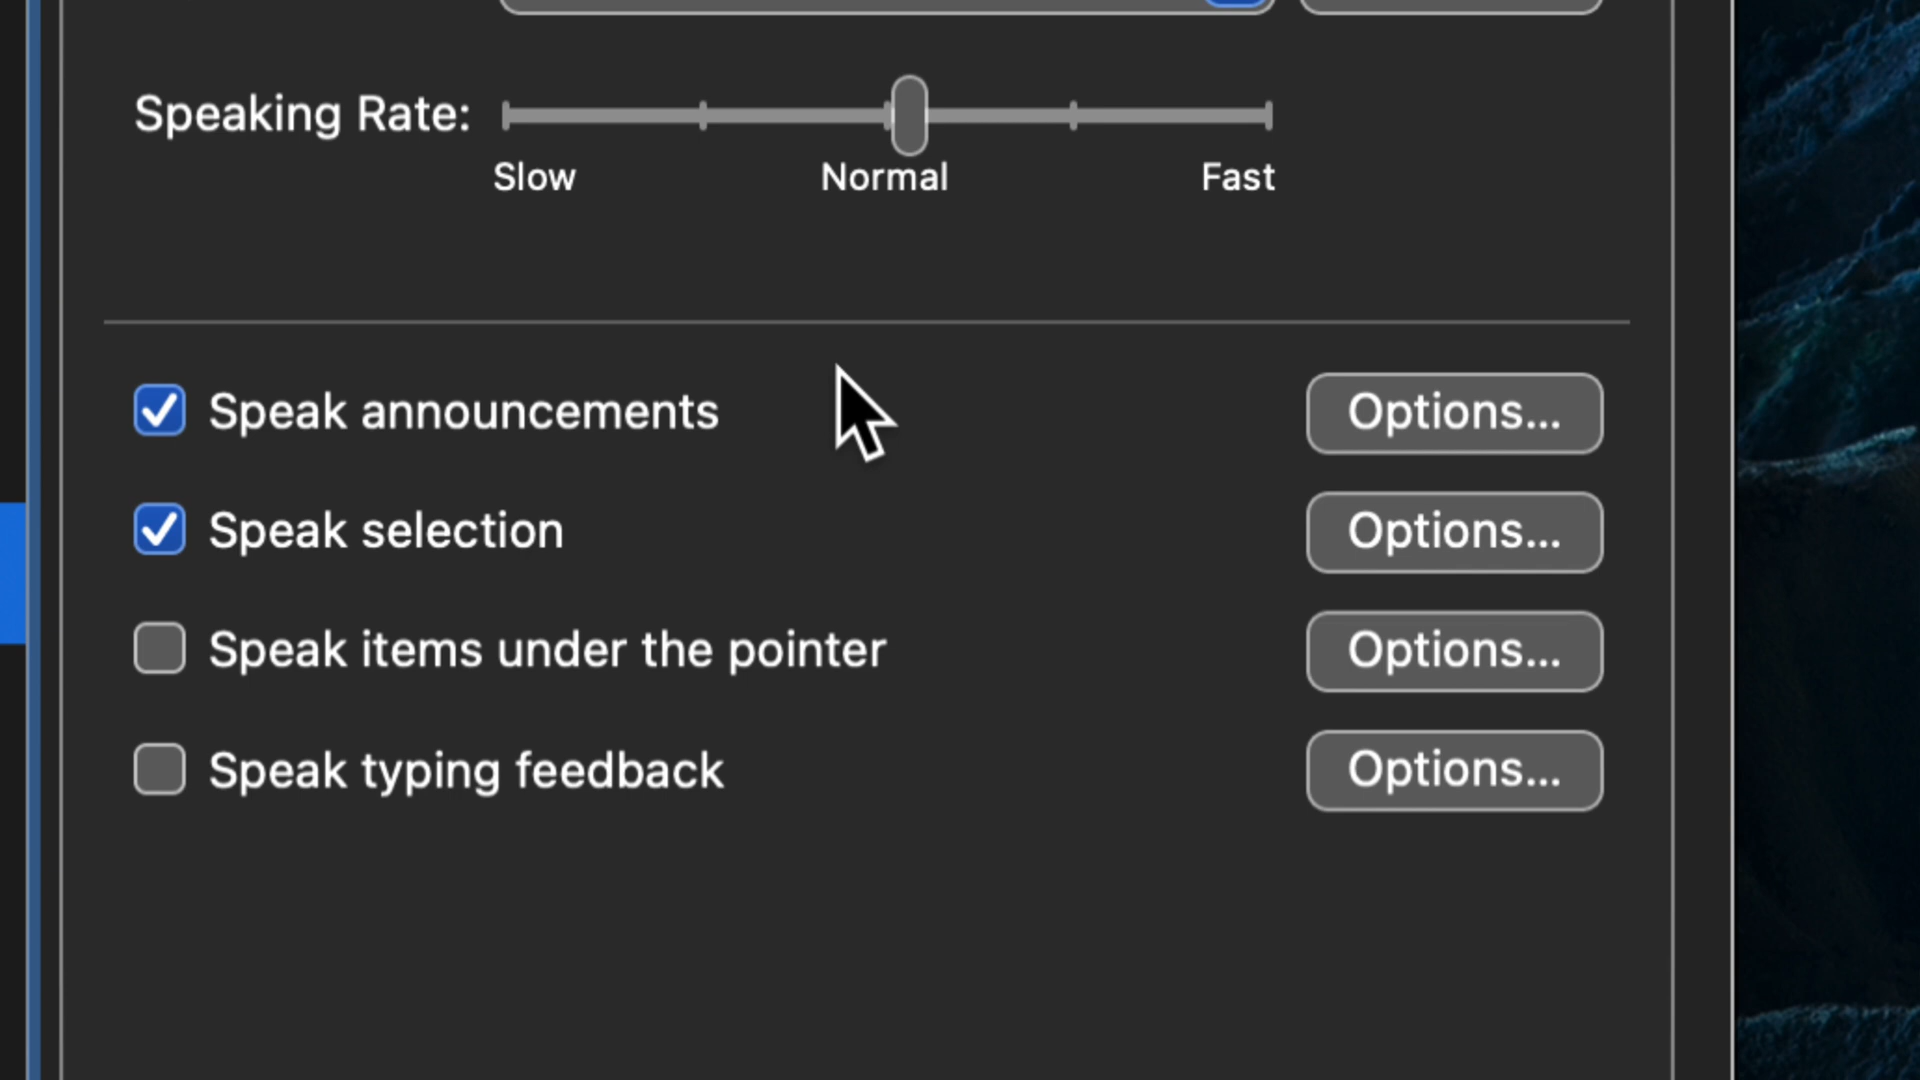 Speaking Rate:
Slow Normal Fast
Speak announcements Options...
Speak selection Options...
Speak items under the pointer Options...
Speak typing feedback Options...